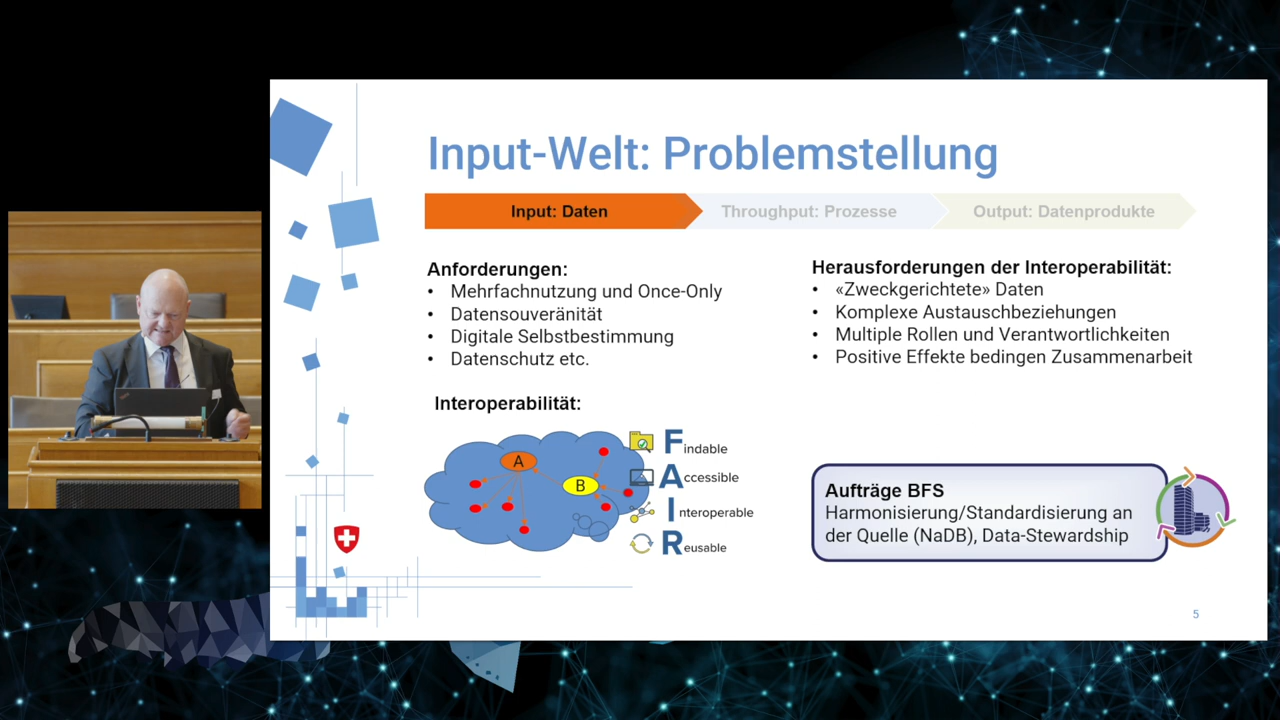 Input-Welt: Problemstellung
Input: Daten
Throughput: Prozesse
Output: Datenprodukte
Anforderungen:
• Mehrfachnutzung und Once-Only
• Datensouveränität
• Digitale Selbstbestimmung
• Datenschutz etc.
Herausforderungen der Interoperabilität:
• «Zweckgerichtete» Daten
• Komplexe Austauschbeziehungen
• Multiple Rollen und Verantwortlichkeiten
• Positive Effekte bedingen Zusammenarbeit
Interoperabilität:
A
B
Findable
Accessible
Interoperable
Reusable
Aufträge BFS
Harmonisierung/Standardisierung an
der Quelle (NaDB), Data-Stewardship
5